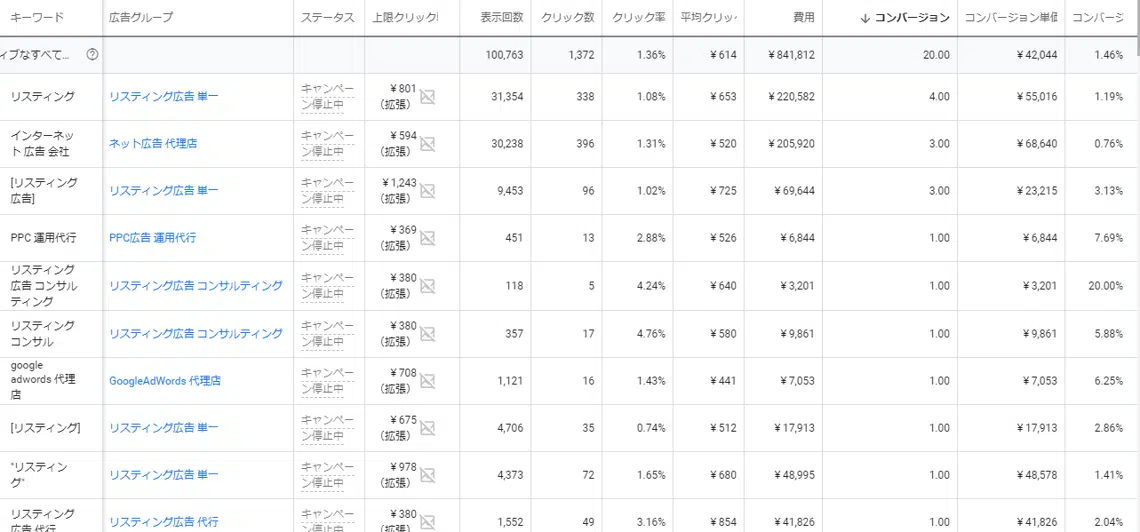 キーワード 広告グループ ステータス 上限クリック 表示回数 クリック数 クリック率 平均クリッ 費用 ↓ コンバージョン コンバージョン単価 コンバージ
ィブなすべて... 100,763 1,372 1.36% ¥614 ¥841,812 20.00 ¥42,044 1.46%
リスティング リスティング広告 単一 キャンペー
ン停止中 ¥801
(拡張) 31,354 338 1.08% ¥653 ¥220,582 4.00 ¥55,016 1.19%
インターネッ
ト 広告 会社 ネット広告 代理店 キャンペー
ン停止中 ¥594
(拡張) 30,238 396 1.31% ¥520 ¥205,920 3.00 ¥68,640 0.76%
[リスティング
広告] リスティング広告 単一 キャンペー
ン停止中 ¥1,243
(拡張) 9,453 96 1.02% ¥725 ¥69,644 3.00 ¥23,215 3.13%
PPC 運用代行 PPC広告 運用代行 キャンペー
ン停止中 ¥369
(拡張) 451 13 2.88% ¥526 ¥6,844 1.00 ¥6,844 7.69%
リスティング
広告 コンサル
ティング リスティング広告 コンサルティング キャンペー
ン停止中 ¥380
(拡張) 118 5 4.24% ¥640 ¥3,201 1.00 ¥3,201 20.00%
リスティング
コンサル リスティング広告 コンサルティング キャンペー
ン停止中 ¥380
(拡張) 357 17 4.76% ¥580 ¥9,861 1.00 ¥9,861 5.88%
google
adwords 代理
店 GoogleAdWords 代理店 キャンペー
ン停止中 ¥708
(拡張) 1,121 16 1.43% ¥441 ¥7,053 1.00 ¥7,053 6.25%
[リスティング] リスティング広告 単一 キャンペー
ン停止中 ¥675
(拡張) 4,706 35 0.74% ¥512 ¥17,913 1.00 ¥17,913 2.86%
"リスティン
グ" リスティング広告 単一 キャンペー
ン停止中 ¥978
(拡張) 4,373 72 1.65% ¥680 ¥48,995 1.00 ¥48,578 1.41%
リスティング
広告 代行 リスティング広告 代行 キャンペー
ン停止中 ¥380
(拡張) 1,552 49 3.16% ¥854 ¥41,826 1.00 ¥41,826 2.04%